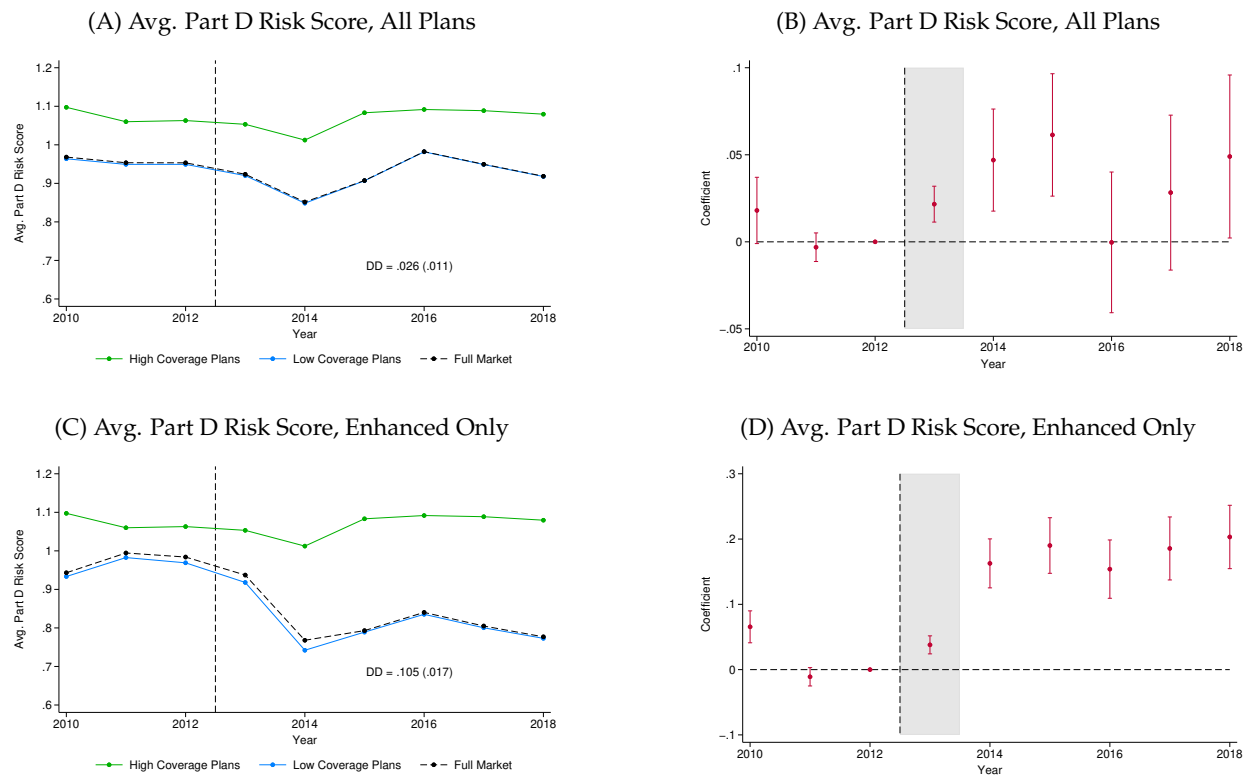 (A) Avg. Part D Risk Score, All Plans
1.2
1.1
1
.9
.8
.7
.6
Avg. Part D Risk Score
DD = .026 (.011)
2010 2012 2014 2016 2018
Year
High Coverage Plans Low Coverage Plans Full Market
(B) Avg. Part D Risk Score, All Plans
.1
.05
0
-.05
Coefficient
2010 2012 2014 2016 2018
Year
(C) Avg. Part D Risk Score, Enhanced Only
1.2
1.1
1
.9
.8
.7
.6
Avg. Part D Risk Score
DD = .105 (.017)
2010 2012 2014 2016 2018
Year
High Coverage Plans Low Coverage Plans Full Market
(D) Avg. Part D Risk Score, Enhanced Only
.3
.2
.1
0
-.1
Coefficient
2010 2012 2014 2016 2018
Year